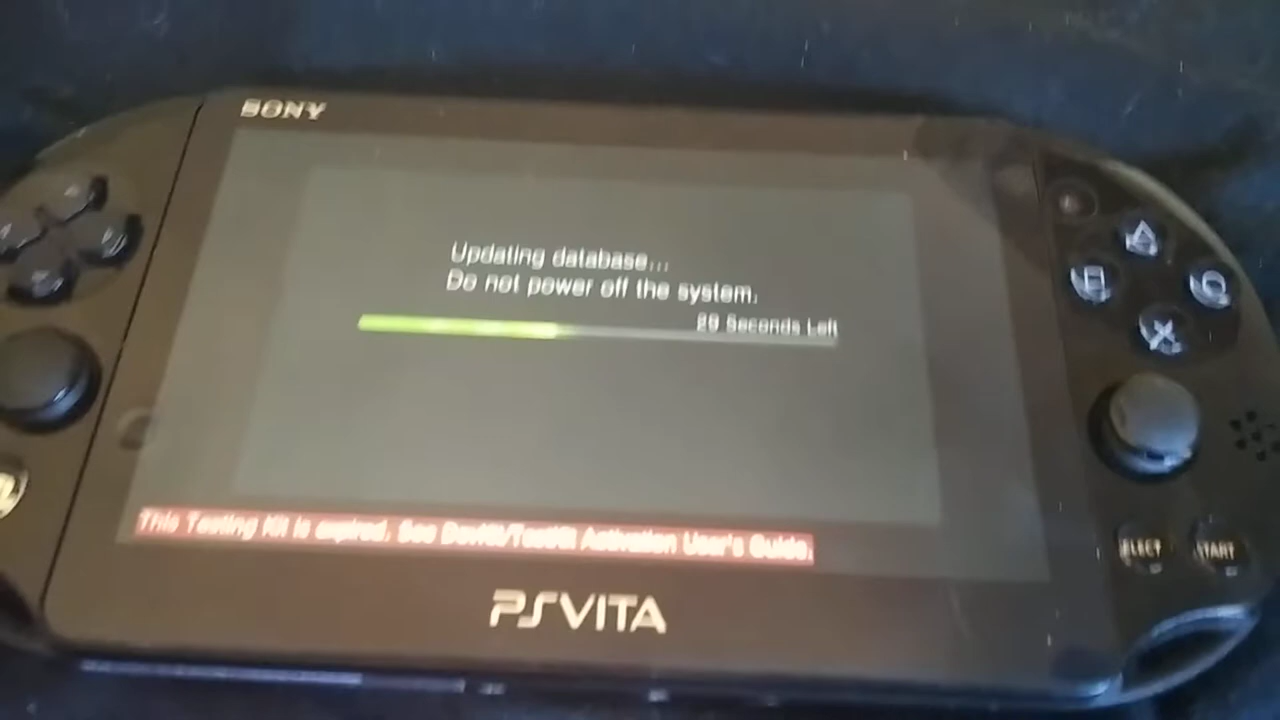 SONY
Updating database...
Do not power off the system.
29 Seconds Left
This Testing Kit is expired. See DevKit/TestKit Activation User's Guide.
ELECT START
PSVITA